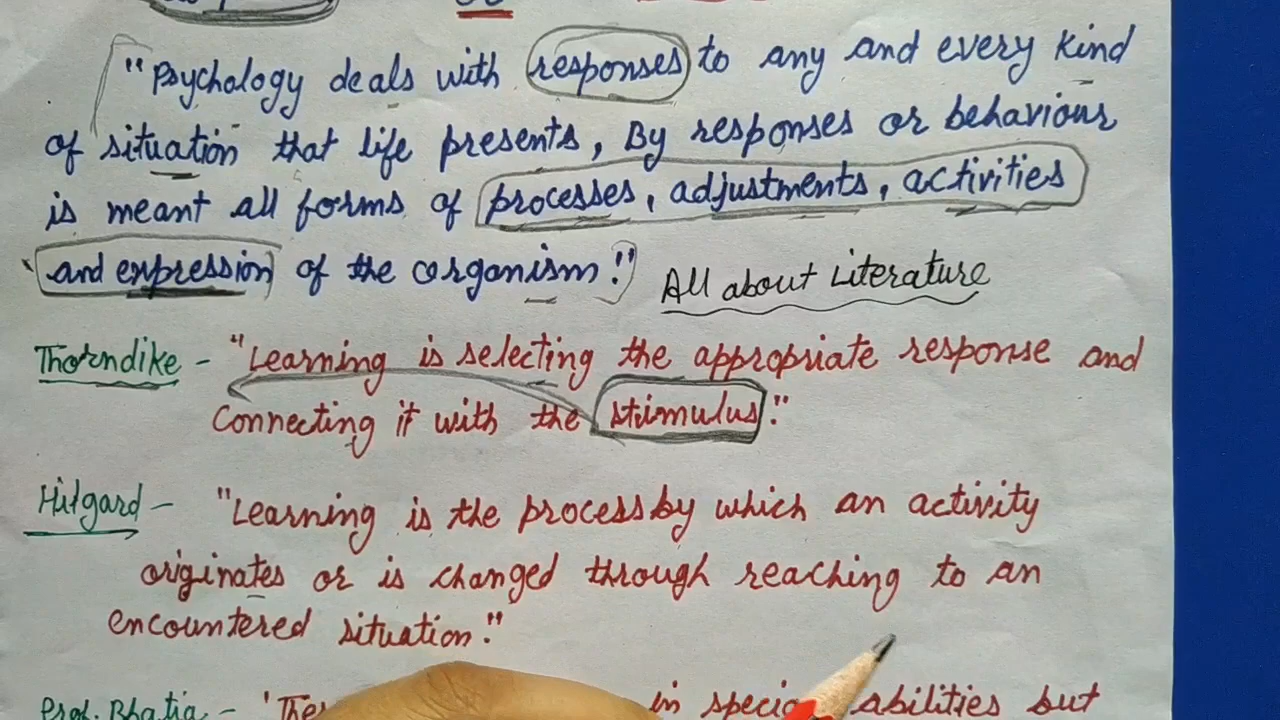 "Psychology deals with responses to any and every kind
of situation that life presents, By responses or behaviour
is meant all forms of processes, adjustments, activities
and expression of the organism."
All about Literature
Thorndike - "Learning is selecting the appropriate response and
Connecting it with the stimulus."
Hilgard - "Learning is the process by which an activity
originates or is changed through reaching to an
encountered situation."
Prof. Bhatia - in special abilities but